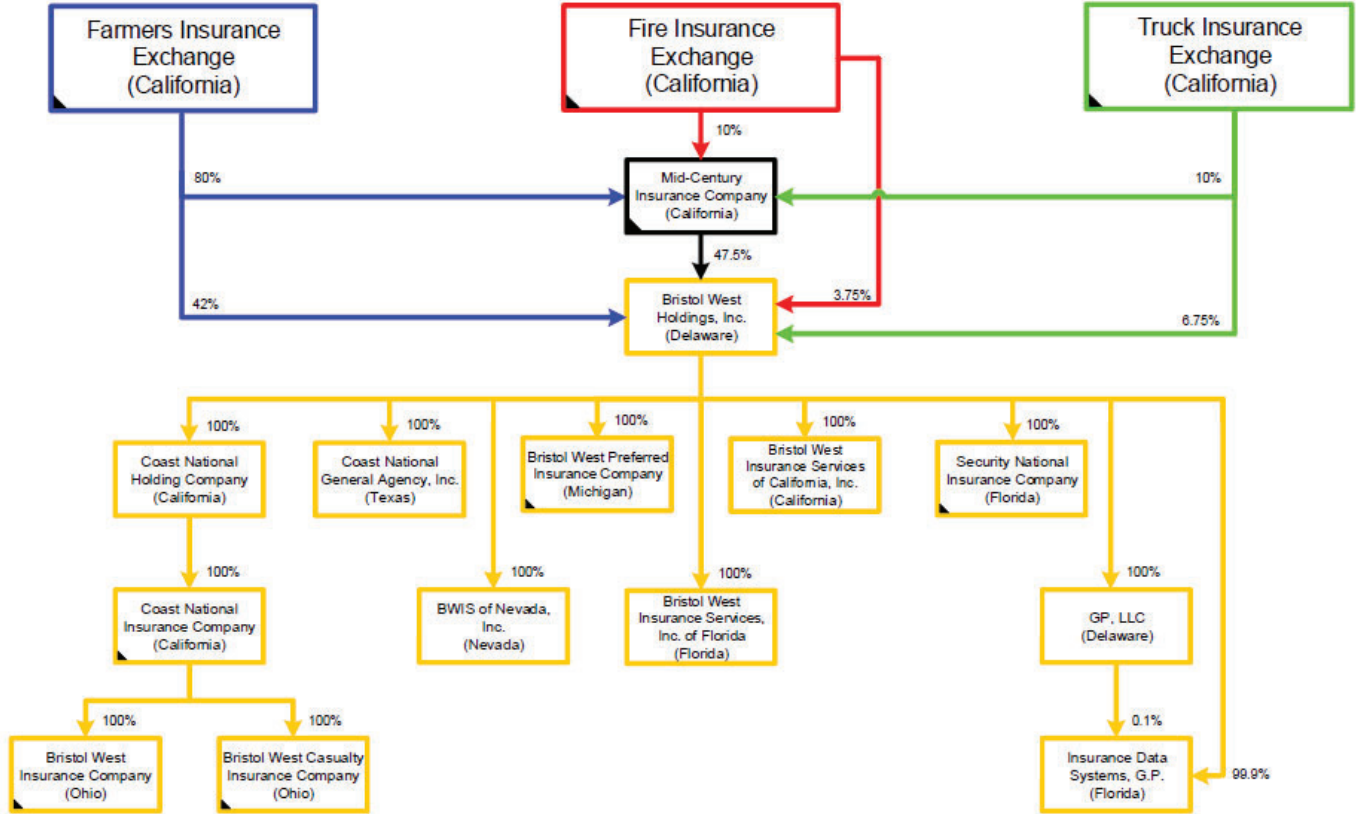 Farmers Insurance
Exchange
(California)
Fire Insurance
Exchange
(California)
Truck Insurance
Exchange
(California)
10%
80%
Mid-Century
Insurance Company
(California)
10%
47.5%
42%
Bristol West
Holdings, Inc.
(Delaware)
3.75%
6.75%
100%
100%
100%
100%
100%
Coast National
Holding Company
(California)
Coast National
General Agency, Inc.
(Texas)
Bristol West Preferred
Insurance Company
(Michigan)
Bristol West
Insurance Services
of California, Inc.
(California)
Security National
Insurance Company
(Florida)
100%
100%
100%
100%
Coast National
Insurance Company
(California)
BWIS of Nevada,
Inc.
(Nevada)
Bristol West
Insurance Services,
Inc. of Florida
(Florida)
GP, LLC
(Delaware)
100%
100%
0.1%
Bristol West
Insurance Company
(Ohio)
Bristol West Casualty
Insurance Company
(Ohio)
Insurance Data
Systems, G.P.
(Florida)
99.9%